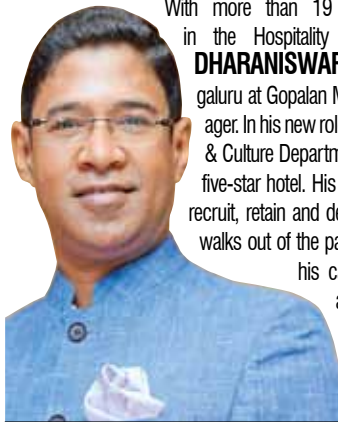 With more than 19
in the Hospitality
DHARANISWAR
galuru at Gopalan M
ager. In his new rol
& Culture Departm
five-star hotel. His
recruit, retain and de
walks out of the pa
his c
a